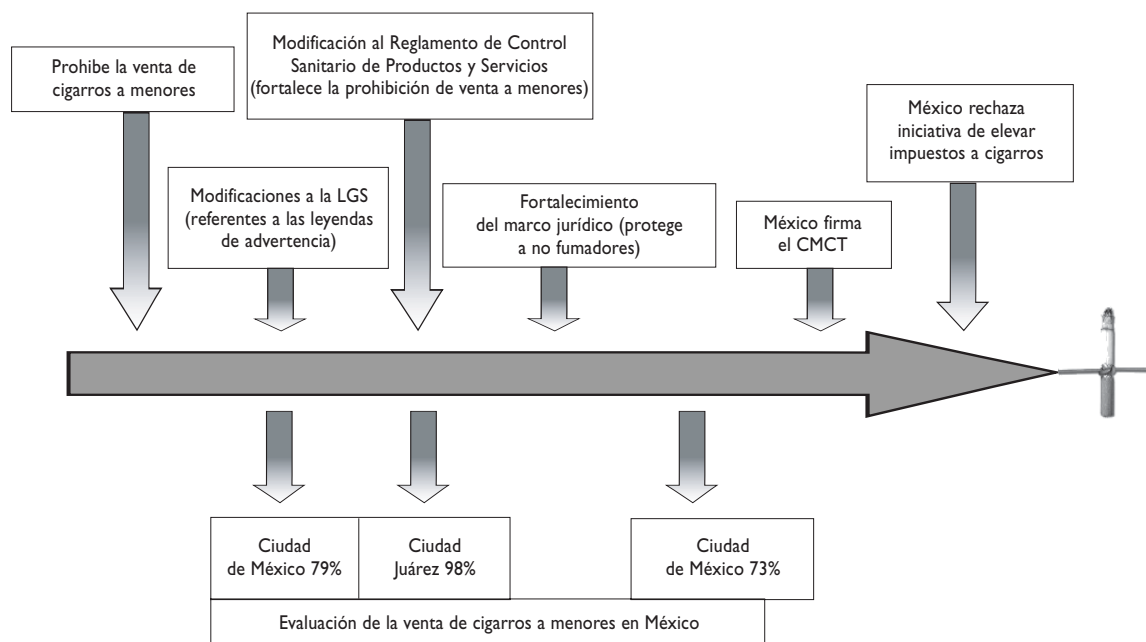 Prohibe la venta de
cigarros a menores
Modificación al Reglamento de Control
Sanitario de Productos y Servicios
(fortalece la prohibición de venta a menores)
México rechaza
iniciativa de elevar
impuestos a cigarros
Modificaciones a la LGS
(referentes a las leyendas
de advertencia)
Fortalecimiento
del marco jurídico (protege
a no fumadores)
México firma
el CMCT
Ciudad
de México 79%
Ciudad
Juárez 98%
Ciudad
de México 73%
Evaluación de la venta de cigarros a menores en México